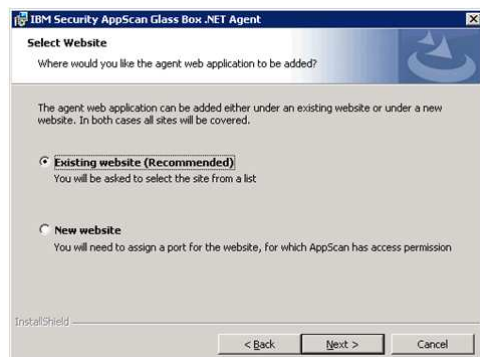 IBM Security AppScan Glass Box .NET Agent
Select Website
Where would you like the agent web application to be added?
The agent web application can be added either under an existing website or under a new
website. In both cases all sites will be covered.
Existing website (Recommended)
You will be asked to select the site from a list
New website
You will need to assign a port for the website, for which AppScan has access permission
InstallShield
< Back
Next >
Cancel